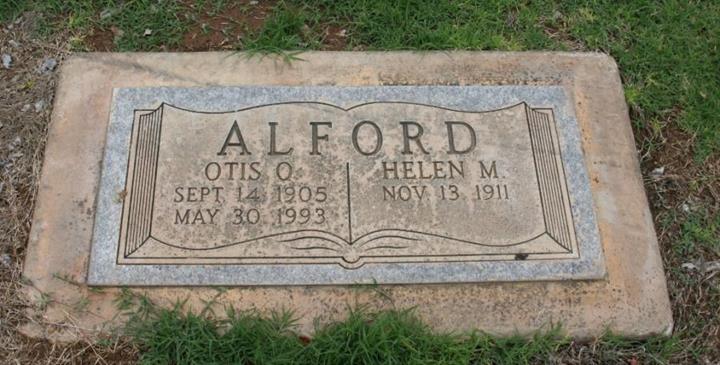 ALFORD
OTIS O.
SEPT 14 1905
MAY 30 1993
HELEN M.
NOV 13 1911